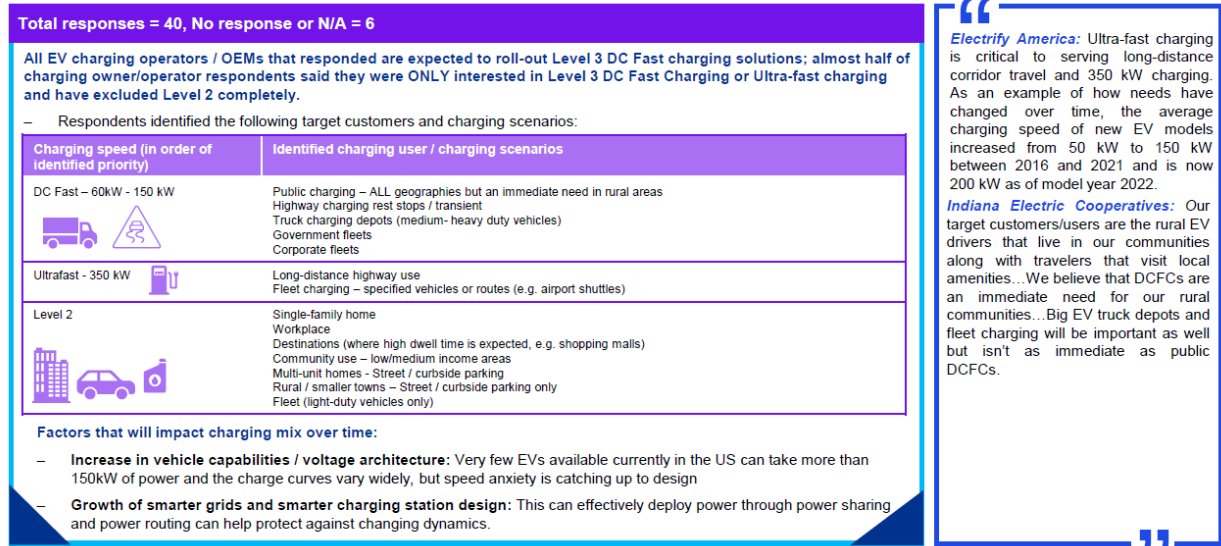 Total responses = 40, No response or N/A = 6
All EV charging operators / OEMs that responded are expected to roll-out Level 3 DC Fast charging solutions; almost half of
charging owner/operator respondents said they were ONLY interested in Level 3 DC Fast Charging or Ultra-fast charging
and have excluded Level 2 completely.
– Respondents identified the following target customers and charging scenarios:
Charging speed (in order of
identified priority)
Identified charging user / charging scenarios
DC Fast – 60kW - 150 kW
Public charging – ALL geographies but an immediate need in rural areas
Highway charging rest stops / transient
Truck charging depots (medium- heavy duty vehicles)
Government fleets
Corporate fleets
Ultrafast - 350 kW
Long-distance highway use
Fleet charging – specified vehicles or routes (e.g. airport shuttles)
Level 2
Single-family home
Workplace
Destinations (where high dwell time is expected, e.g. shopping malls)
Community use – low/medium income areas
Multi-unit homes - Street / curbside parking
Rural / smaller towns – Street / curbside parking only
Fleet (light-duty vehicles only)
Factors that will impact charging mix over time:
– Increase in vehicle capabilities / voltage architecture: Very few EVs available currently in the US can take more than
150kW of power and the charge curves vary widely, but speed anxiety is catching up to design
– Growth of smarter grids and smarter charging station design: This can effectively deploy power through power sharing
and power routing can help protect against changing dynamics.
“
Electrify America: Ultra-fast charging
is critical to serving long-distance
corridor travel and 350 kW charging.
As an example of how needs have
changed over time, the average
charging speed of new EV models
increased from 50 kW to 150 kW
between 2016 and 2021 and is now
200 kW as of model year 2022.
Indiana Electric Cooperatives: Our
target customers/users are the rural EV
drivers that live in our communities
along with travelers that visit local
amenities…We believe that DCFCs are
an immediate need for our rural
communities…Big EV truck depots and
fleet charging will be important as well
but isn't as immediate as public
DCFCs.
”